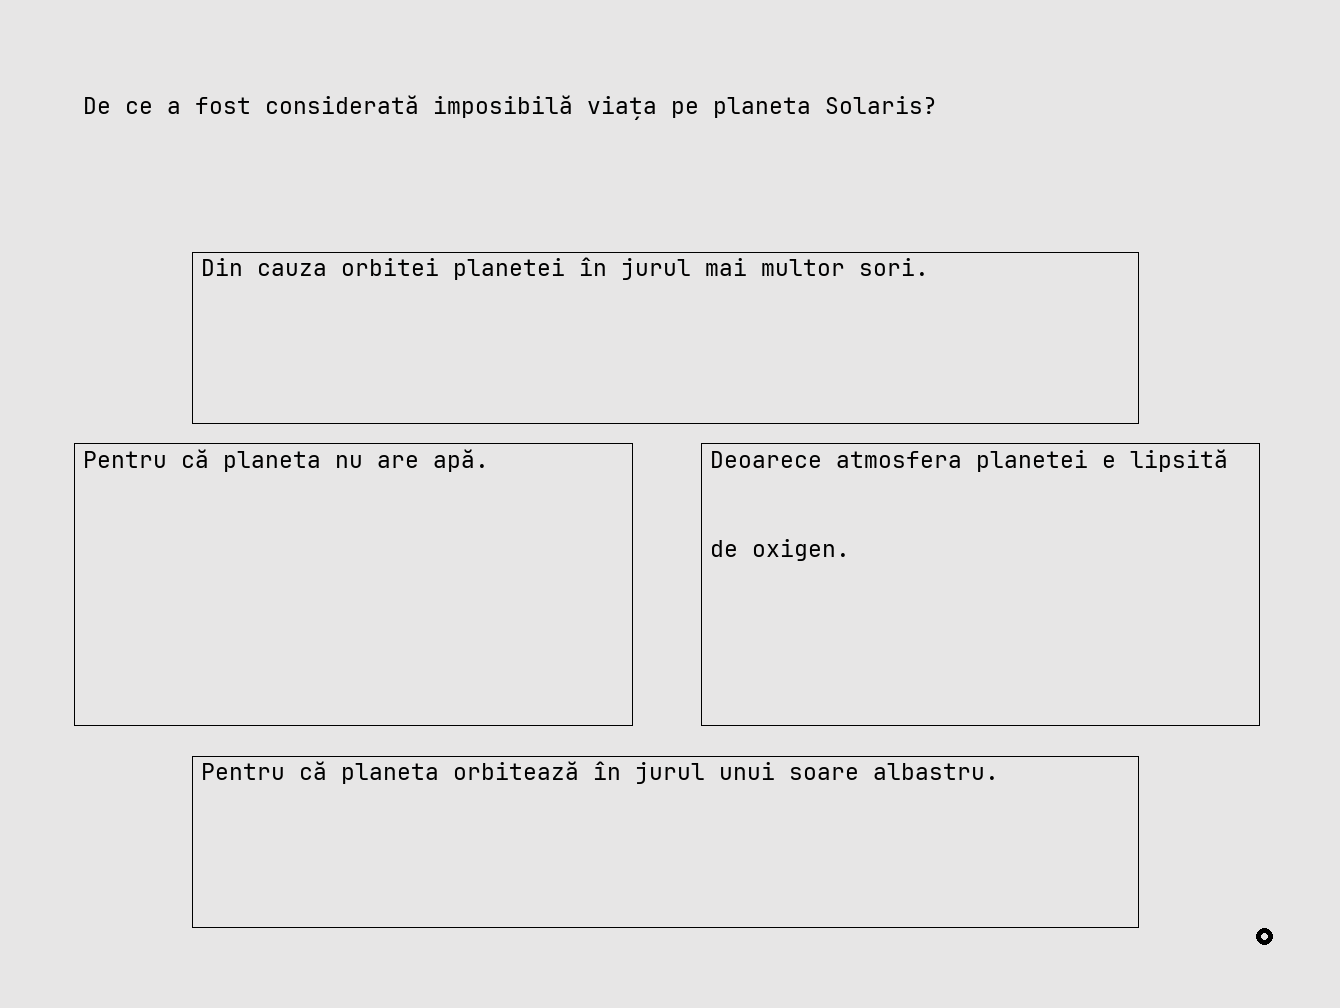 De ce a fost considerată imposibilă viața pe planeta Solaris?
Din cauza orbitei planetei în jurul mai multor sori.
Pentru că planeta nu are apă.
Deoarece atmosfera planetei e lipsită
de oxigen.
Pentru că planeta orbitează în jurul unui soare albastru.